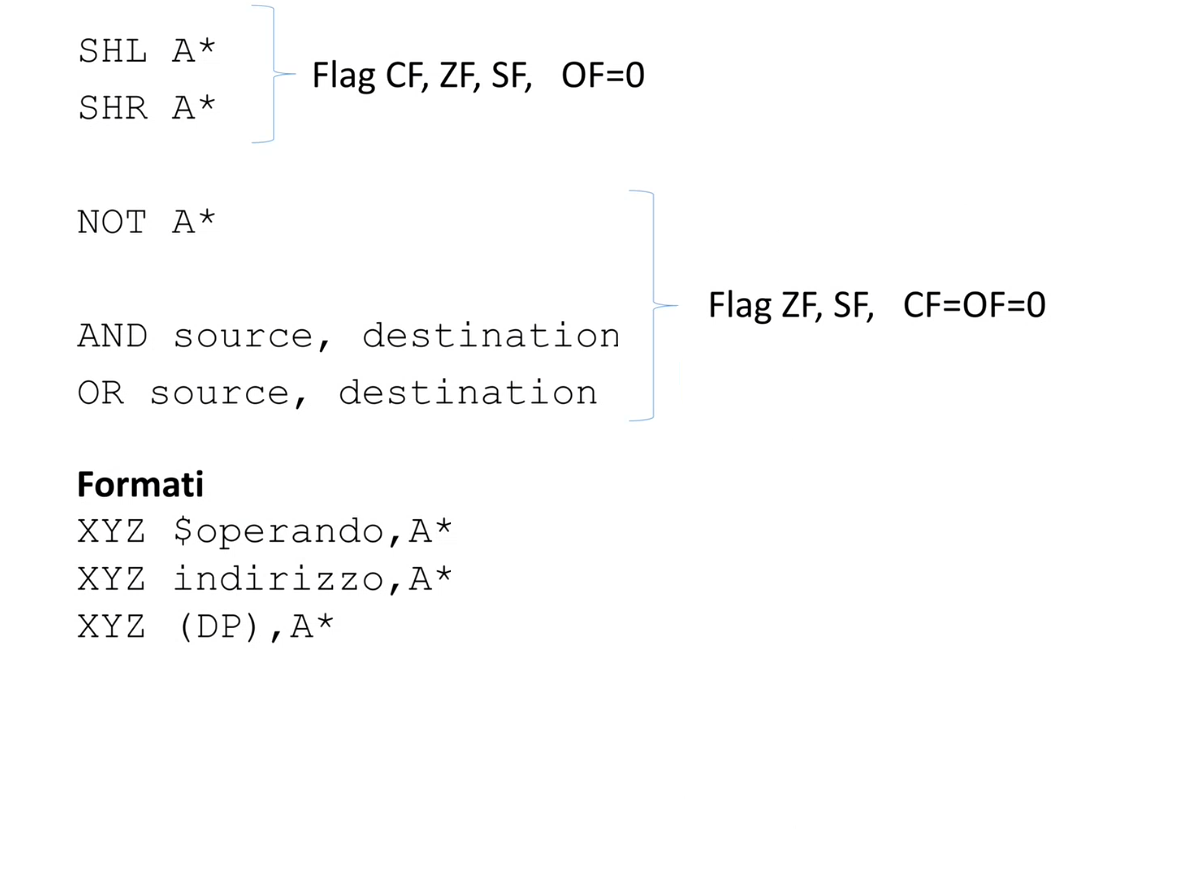 SHL A*
SHR A*
Flag CF, ZF, SF, OF=0
NOT A*
AND source, destination
OR source, destination
Flag ZF, SF, CF=OF=0
Formati
XYZ $operando,A*
XYZ indirizzo,A*
XYZ (DP),A*